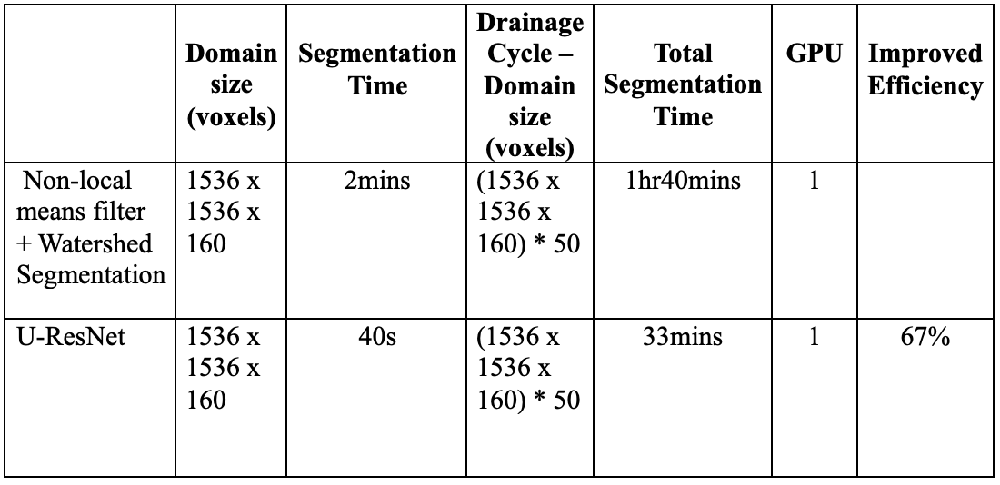 Domain size (voxels)
Segmentation Time
Drainage Cycle – Domain size (voxels)
Total Segmentation Time
GPU
Improved Efficiency
Non-local
means filter
+ Watershed
Segmentation
1536 x
1536 x
160
2mins
(1536 x
1536 x
160) * 50
1hr40mins
1
U-ResNet
1536 x
1536 x
160
40s
(1536 x
1536 x
160) * 50
33mins
1
67%